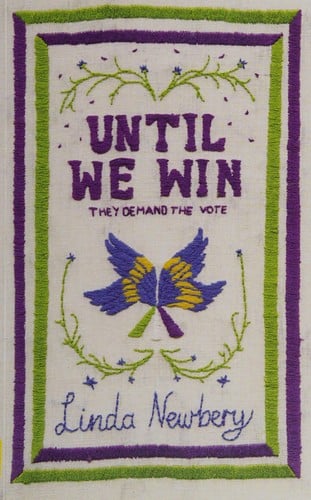 UNTIL
WE WIN
THEY DEMAND THE VOTE
Linda Newbery